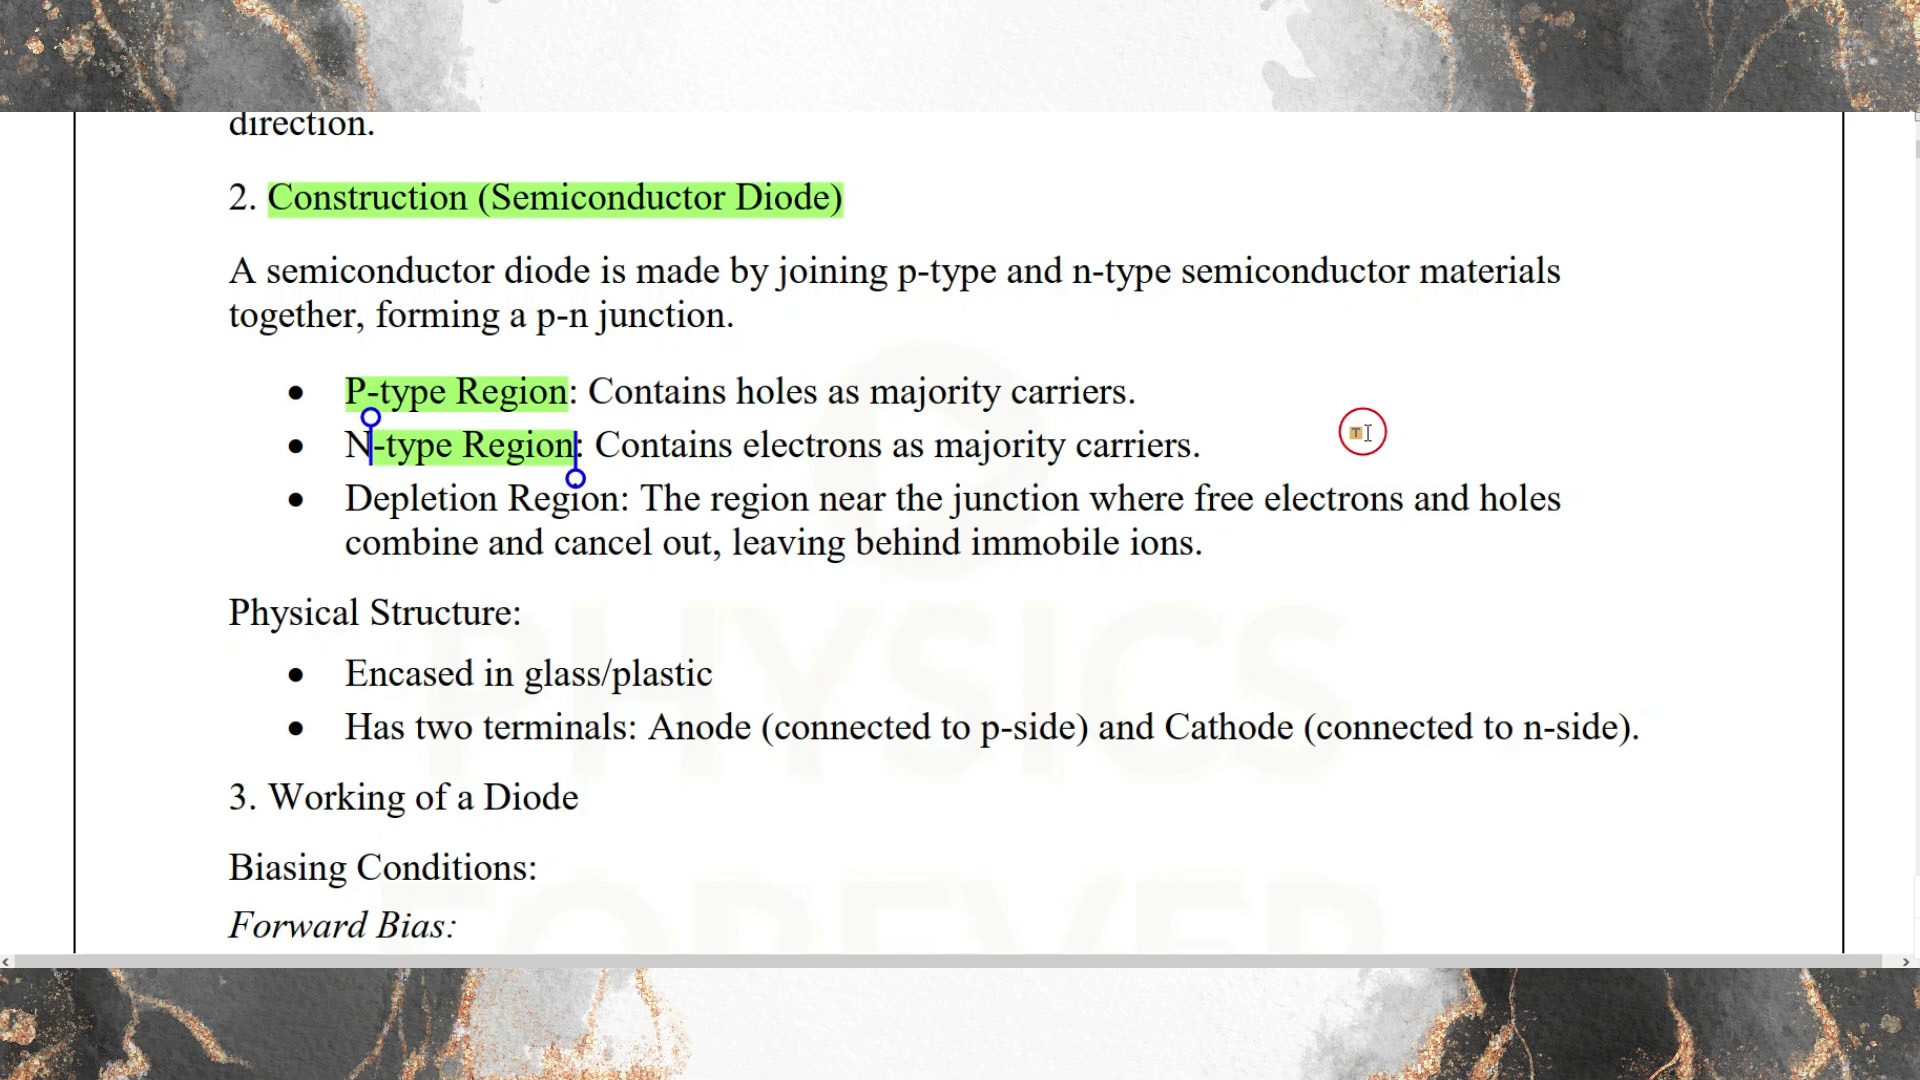 direction.
2. Construction (Semiconductor Diode)
A semiconductor diode is made by joining p-type and n-type semiconductor materials
together, forming a p-n junction.
• P-type Region: Contains holes as majority carriers.
• N-type Region: Contains electrons as majority carriers.
• Depletion Region: The region near the junction where free electrons and holes
combine and cancel out, leaving behind immobile ions.
Physical Structure:
• Encased in glass/plastic
• Has two terminals: Anode (connected to p-side) and Cathode (connected to n-side).
3. Working of a Diode
Biasing Conditions:
Forward Bias:
PHYSICS
FOREVER